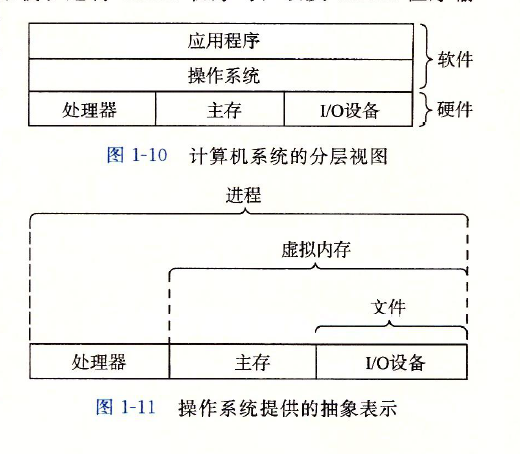 应用程序
软件
操作系统
处理器 主存 I/O设备 硬件
图 1-10 计算机系统的分层视图
进程
虚拟内存
文件
处理器 主存 I/O设备
图 1-11 操作系统提供的抽象表示